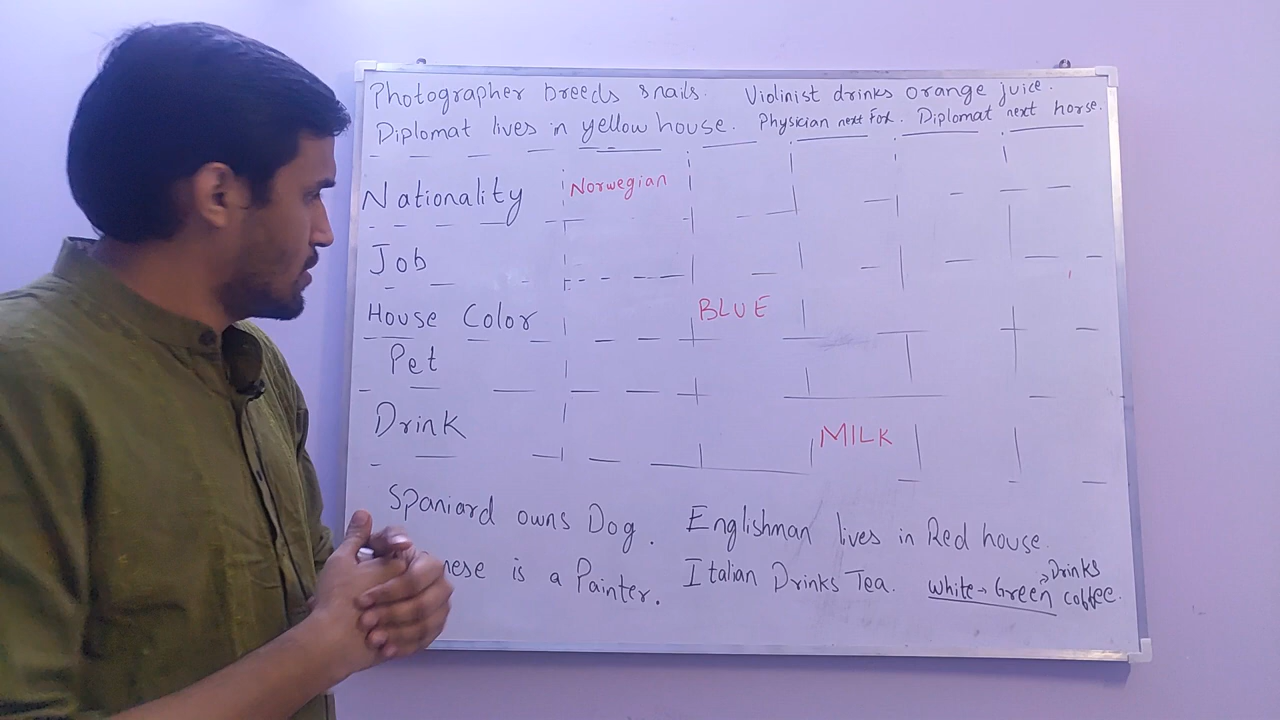 Photographer breeds snails. Violinist drinks orange juice.
Diplomat lives in yellow house. Physician next Fox. Diplomat next horse.
Nationality Norwegian
Job
House Color BLUE
Pet
Drink MILK
Spaniard owns Dog. Englishman lives in Red house.
is a Painter. Italian Drinks Tea. White → Green → Drinks coffee.